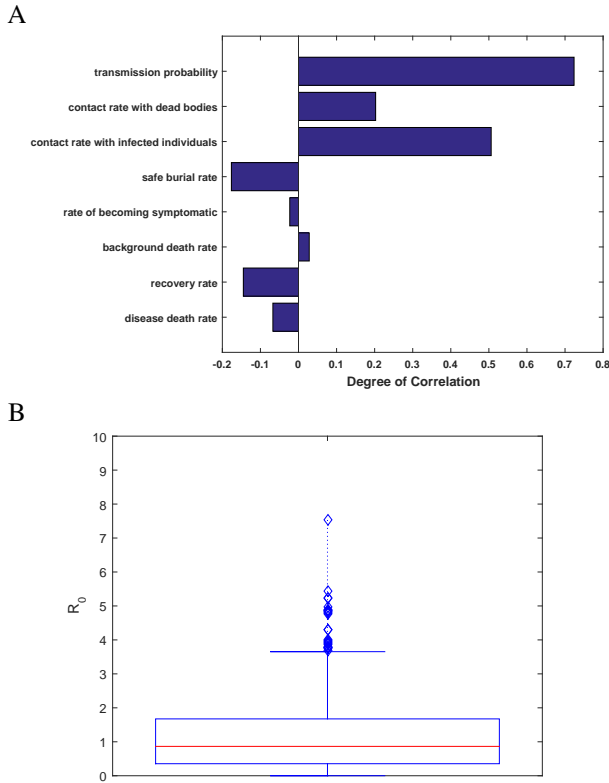 A
transmission probability
contact rate with dead bodies
contact rate with infected individuals
safe burial rate
rate of becoming symptomatic
background death rate
recovery rate
disease death rate
-0.2 -0.1 0 0.1 0.2 0.3 0.4 0.5 0.6 0.7 0.8
Degree of Correlation
B
10
9
8
7
6
R0
5
4
3
2
1
0